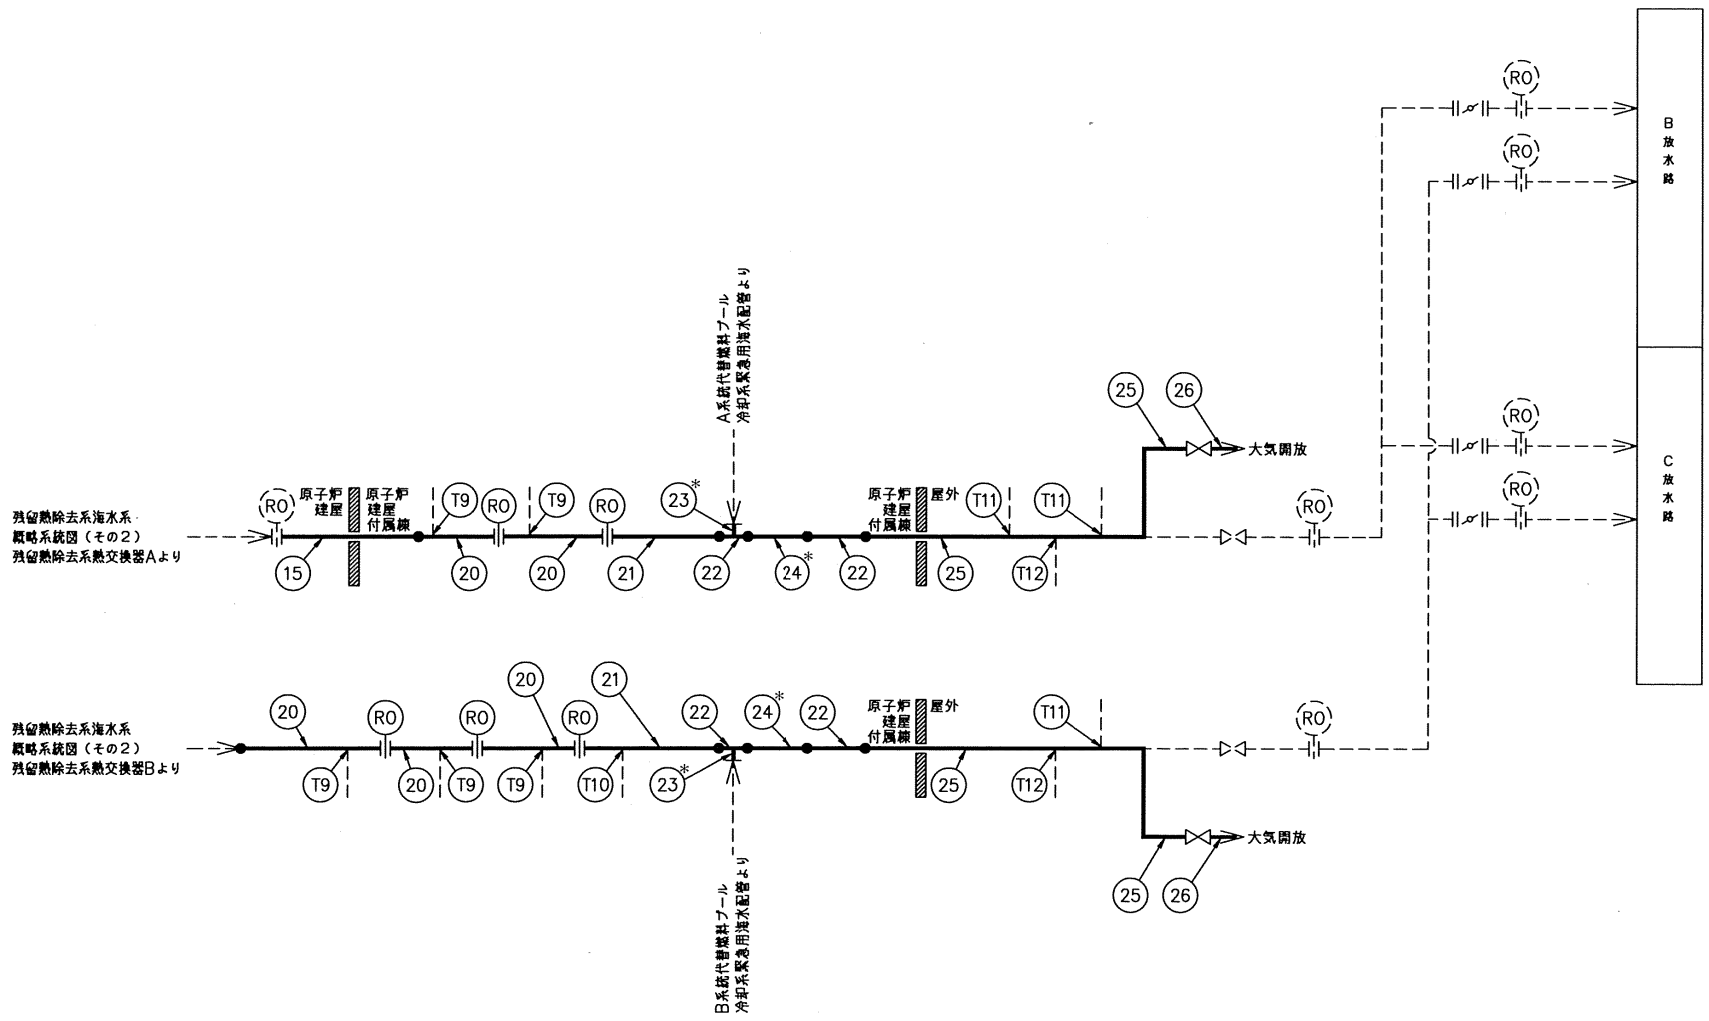 RO
RO
B放水路
A系統代替燃料プール
冷却系緊急用海水配管より
25
26
大気開放
RO
RO
C放水路
残留熱除去系海水系
概略系統図(その2)
残留熱除去系熱交換器Aより
RO
原子炉
建屋
原子炉
建屋
付属棟
T9
RO
T9
RO
23*
原子炉
建屋
付属棟
屋外
T11
T11
RO
15
20
20
21
22
24*
22
25
T12
残留熱除去系海水系
概略系統図(その2)
残留熱除去系熱交換器Bより
20
RO
RO
20
RO
21
22
24*
22
原子炉
建屋
付属棟
屋外
T11
RO
T9
20
T9
T9
T10
23*
25
T12
大気開放
25
26
B系統代替燃料プール
冷却系緊急用海水配管より